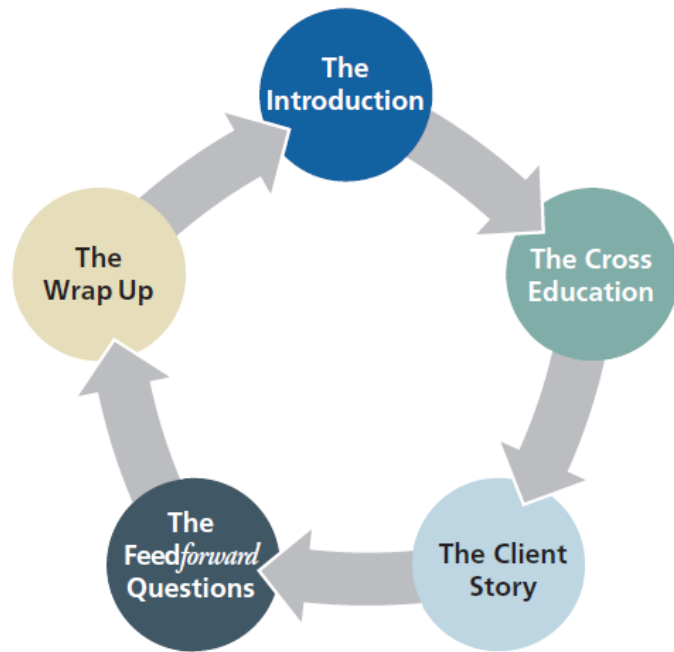 The
Introduction
The Cross
Education
The Client
Story
The
Feedforward
Questions
The
Wrap Up